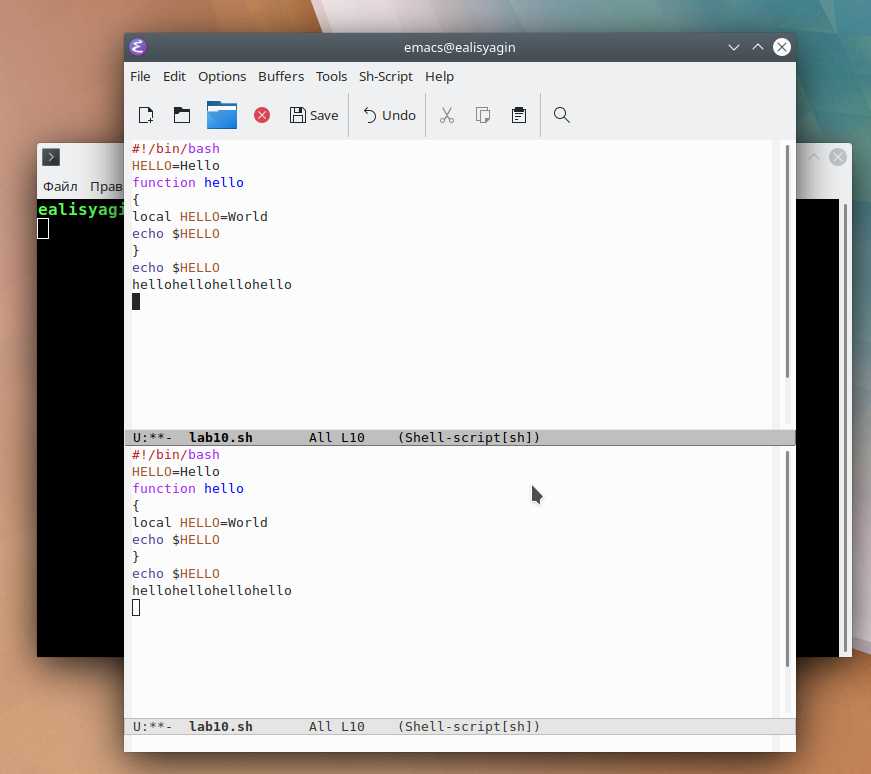 emacs@ealisyagin
File Edit Options Buffers Tools Sh-Script Help
Save Undo
#!/bin/bash
HELLO=Hello
function hello
{
local HELLO=World
echo $HELLO
}
echo $HELLO
hellohellohellohello
U:**- lab10.sh All L10 (Shell-script[sh])
#!/bin/bash
HELLO=Hello
function hello
{
local HELLO=World
echo $HELLO
}
echo $HELLO
hellohellohellohello
U:**- lab10.sh All L10 (Shell-script[sh])
Файл Прав
ealisyagi